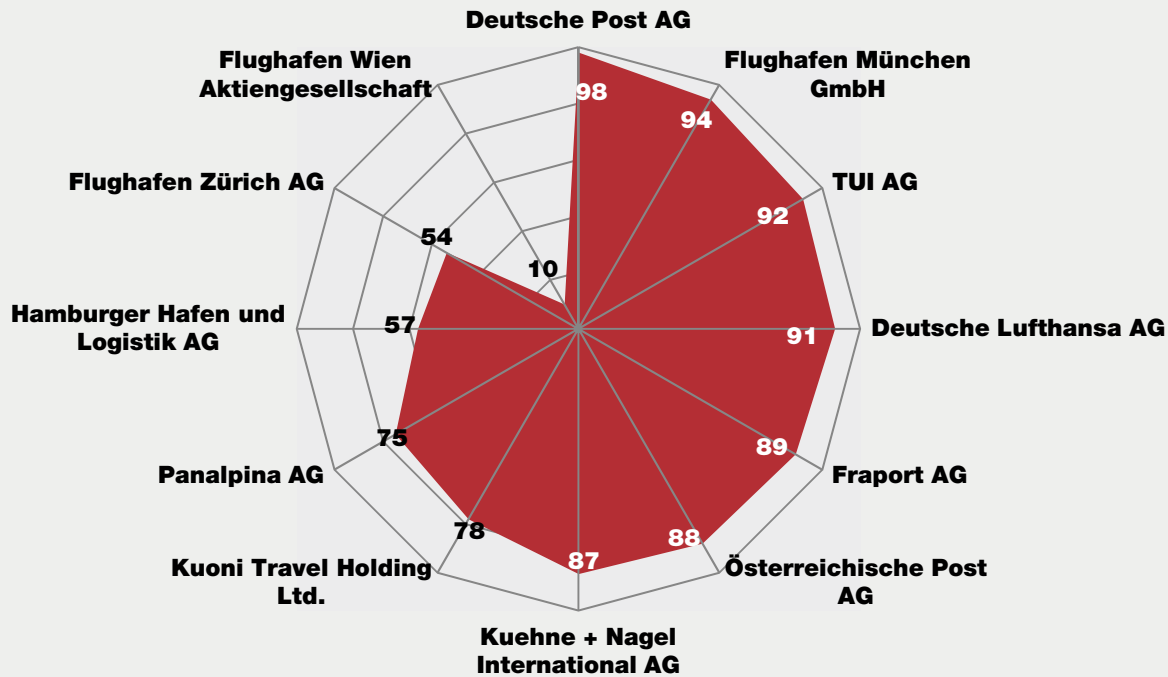 Deutsche Post AG
Flughafen München
GmbH
TUI AG
Deutsche Lufthansa AG
Fraport AG
Österreichische Post
AG
Kuehne + Nagel
International AG
Kuoni Travel Holding
Ltd.
Panalpina AG
Hamburger Hafen und
Logistik AG
Flughafen Zürich AG
Flughafen Wien
Aktiengesellschaft
98
94
92
91
89
88
87
78
75
57
54
10